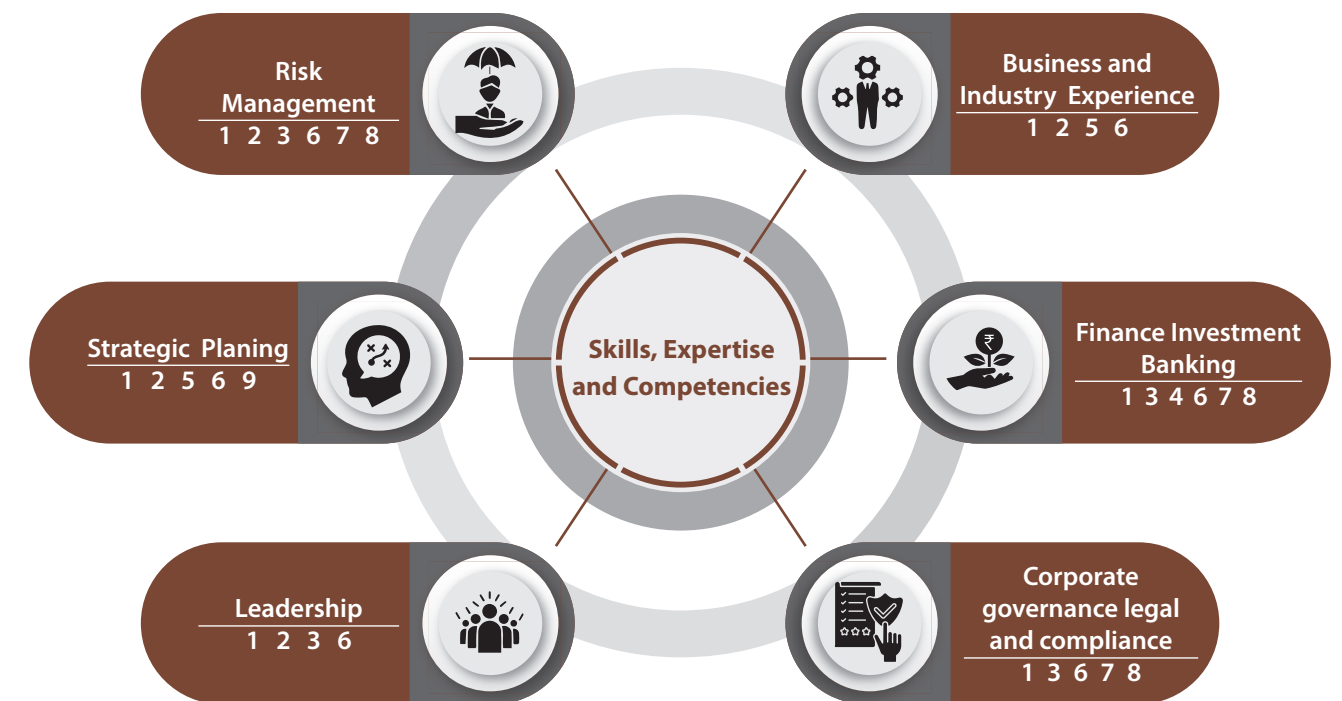 Risk
Management
1 2 3 6 7 8
Business and
Industry Experience
1 2 5 6
Strategic Planing
1 2 5 6 9
Skills, Expertise
and Competencies
₹
Finance Investment
Banking
1 3 4 6 7 8
Leadership
1 2 3 6
Corporate
governance legal
and compliance
1 3 6 7 8